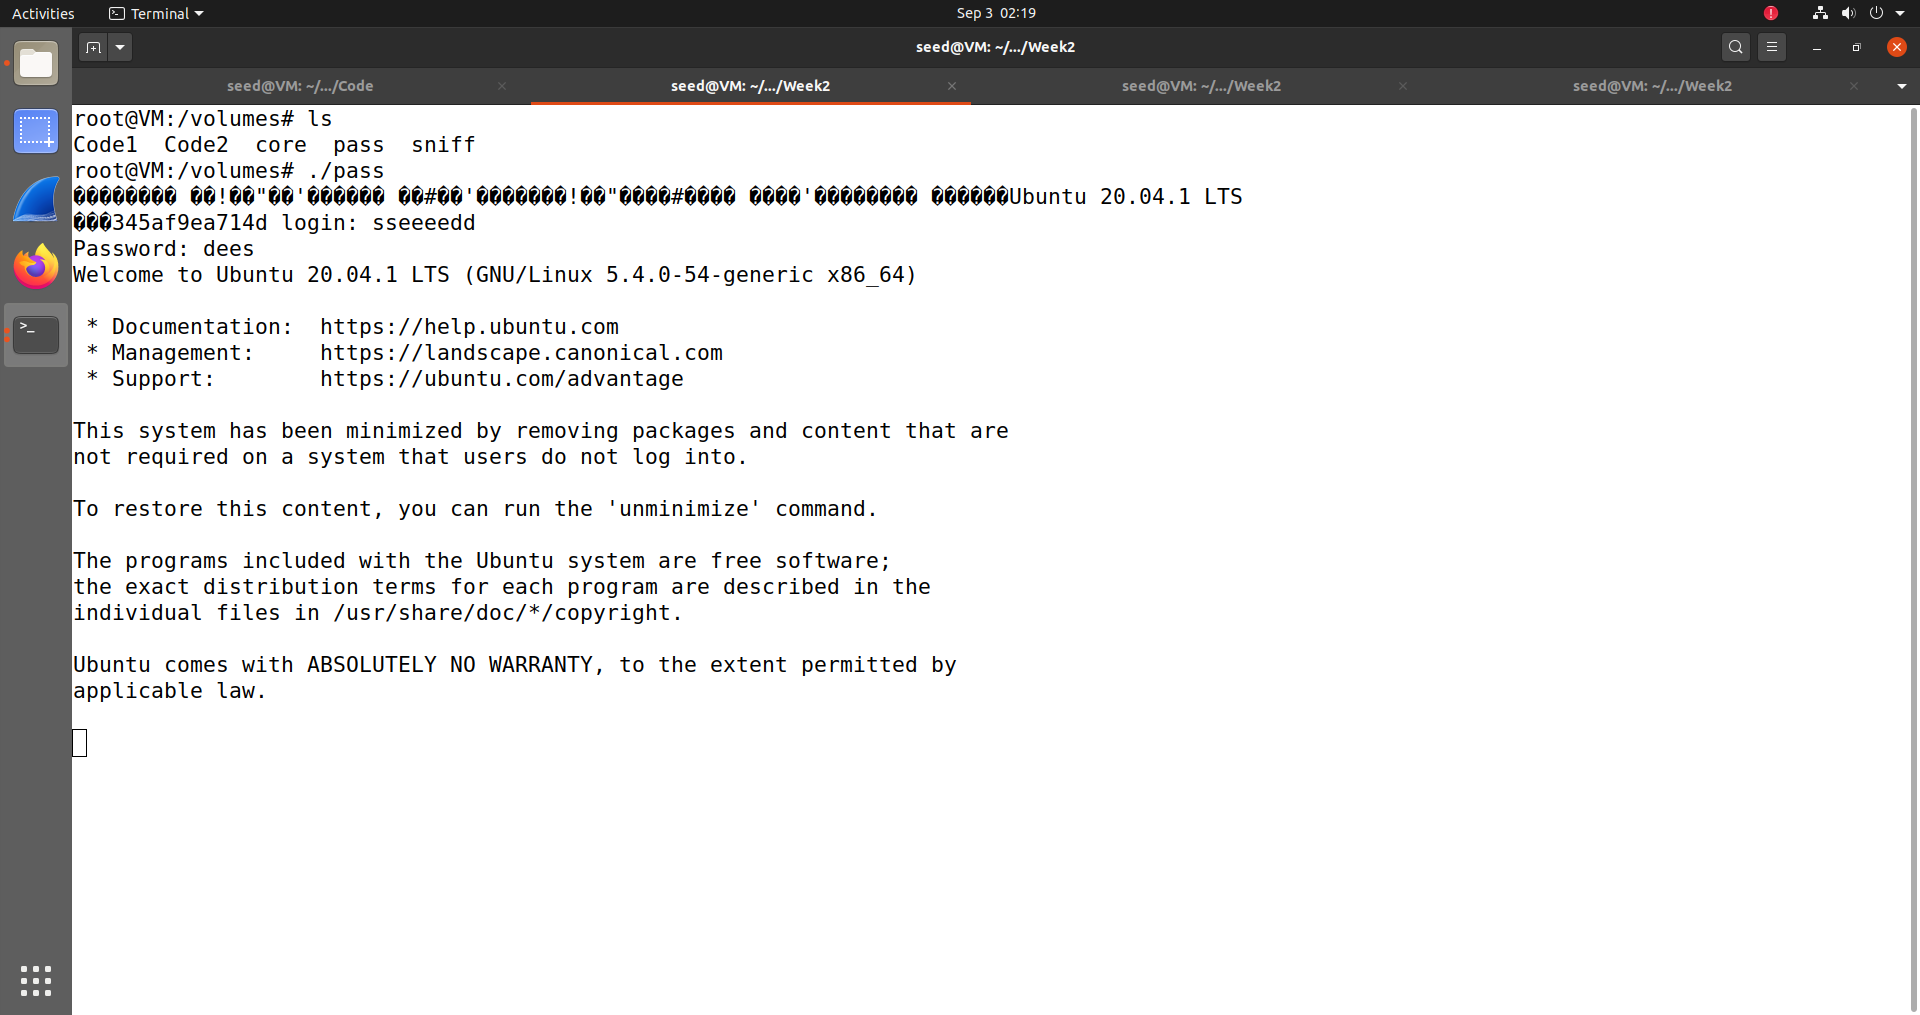 Activities Terminal Sep 3 02:19
seed@VM: ~/.../Week2
seed@VM: ~/.../Code seed@VM: ~/.../Week2 seed@VM: ~/.../Week2 seed@VM: ~/.../Week2
root@VM:/volumes# ls
Code1 Code2 core pass sniff
root@VM:/volumes# ./pass
�������� ��!��"��'������ ��#��'�������!��"����#���� ����'�������� ������Ubuntu 20.04.1 LTS
���345af9ea714d login: sseeeedd
Password: dees
Welcome to Ubuntu 20.04.1 LTS (GNU/Linux 5.4.0-54-generic x86_64)
* Documentation: https://help.ubuntu.com
* Management: https://landscape.canonical.com
* Support: https://ubuntu.com/advantage
This system has been minimized by removing packages and content that are
not required on a system that users do not log into.
To restore this content, you can run the 'unminimize' command.
The programs included with the Ubuntu system are free software;
the exact distribution terms for each program are described in the
individual files in /usr/share/doc/*/copyright.
Ubuntu comes with ABSOLUTELY NO WARRANTY, to the extent permitted by
applicable law.